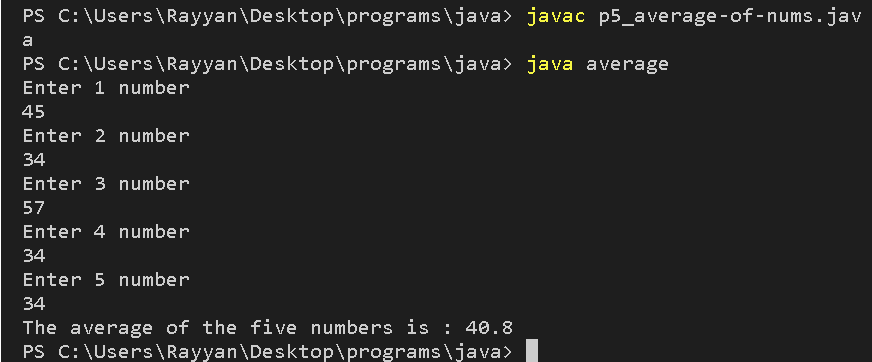 PS C:\Users\Rayyan\Desktop\programs\java> javac p5_average-of-nums.jav
a
PS C:\Users\Rayyan\Desktop\programs\java> java average
Enter 1 number
45
Enter 2 number
34
Enter 3 number
57
Enter 4 number
34
Enter 5 number
34
The average of the five numbers is : 40.8
PS C:\Users\Rayyan\Desktop\programs\java>